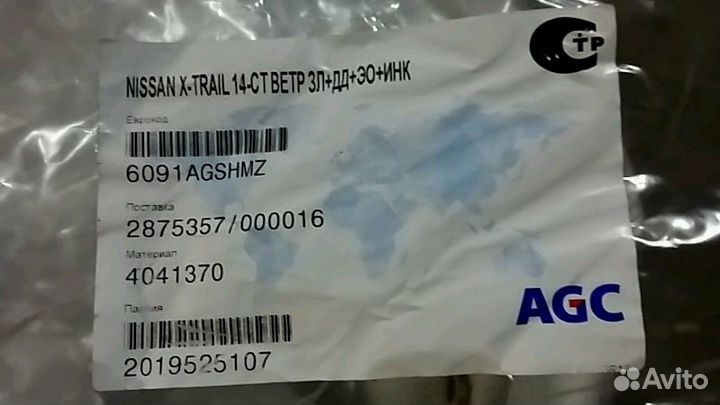 СТР
NISSAN X-TRAIL 14-СТ ВЕТР ЗЛ+ДД+ЭО+ИНК
Еврокод
6091AGSHMZ
Поставка
2875357/000016
Материал
4041370
Партия
2019525107
AGC
Avito